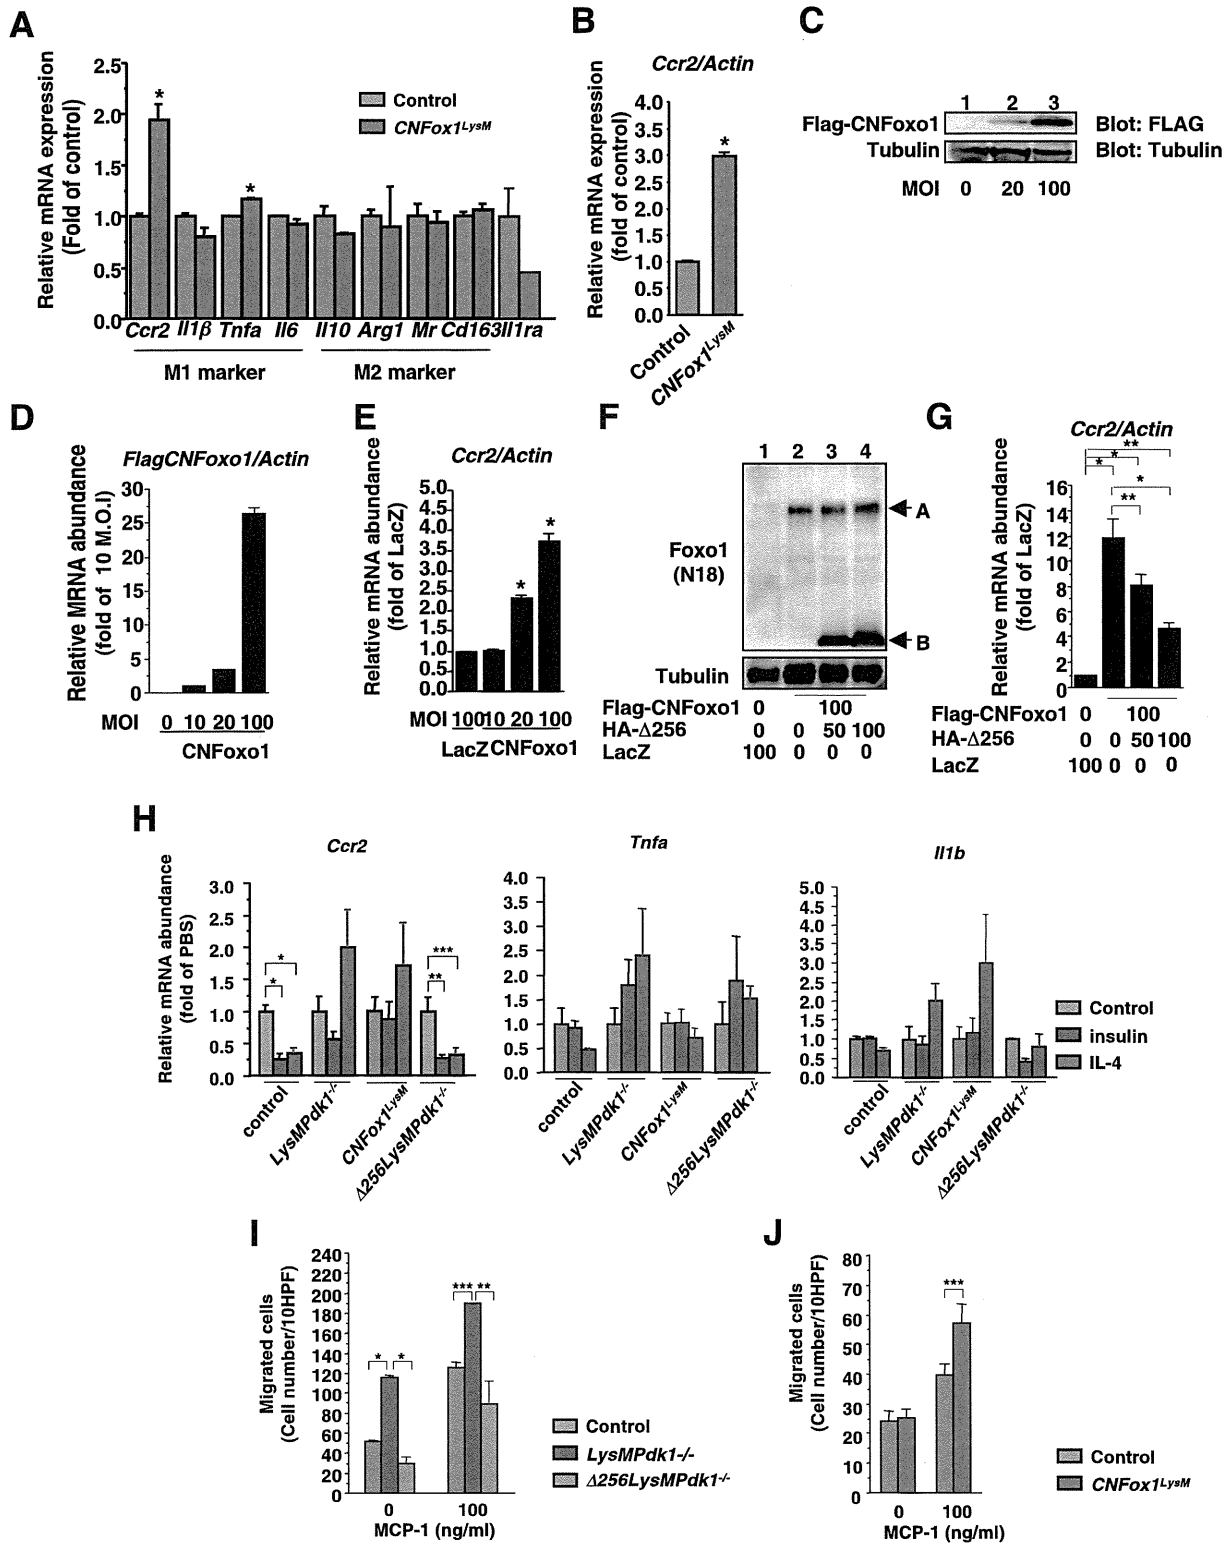 A
Relative mRNA expression
(Fold of control)
2.5
2.0
1.5
1.0
0.5
0.0
*
*
Control
CNFox1LysM
Ccr2 Il1β Tnfa Il6 Il10 Arg1 Mr Cd163 Il1ra
M1 marker M2 marker
B
Ccr2/Actin
Relative mRNA expression
(fold of control)
4.0
3.5
3.0
2.5
2.0
1.5
1.0
0.5
0.0
*
Control
CNFox1LysM
C
1 2 3
Flag-CNFoxo1 Blot: FLAG
Tubulin Blot: Tubulin
MOI 0 20 100
D
FlagCNFoxo1/Actin
Relative MRNA abundance
(fold of 10 M.O.I)
30
25
20
15
10
5
0
MOI 0 10 20 100
CNFoxo1
E
Ccr2/Actin
Relative mRNA abundance
(fold of LacZ)
5.0
4.5
4.0
3.5
3.0
2.5
2.0
1.5
1.0
0.5
0.0
*
*
MOI 100 10 20 100
LacZ CNFoxo1
F
1 2 3 4
Foxo1
(N18)
A
B
Tubulin
Flag-CNFoxo1 0 100
HA-Δ256 0 0 50 100
LacZ 100 0 0 0
G
Ccr2/Actin
Relative mRNA abundance
(fold of LacZ)
16
14
12
10
8
6
4
2
0
**
*
*
*
**
Flag-CNFoxo1 0 100
HA-Δ256 0 0 50 100
LacZ 100 0 0 0
H
Relative mRNA abundance
(fold of PBS)
Ccr2
3.0
2.5
2.0
1.5
1.0
0.5
0.0
*
*
***
**
control
LysMPdk1-/-
CNFox1LysM
Δ256LysMPdk1-/-
Tnfa
4.0
3.5
3.0
2.5
2.0
1.5
1.0
0.5
0.0
control
LysMPdk1-/-
CNFox1LysM
Δ256LysMPdk1-/-
Il1b
5.0
4.5
4.0
3.5
3.0
2.5
2.0
1.5
1.0
0.5
0.0
control
LysMPdk1-/-
CNFox1LysM
Δ256LysMPdk1-/-
Control
insulin
IL-4
I
Migrated cells
(Cell number/10HPF)
240
220
200
180
160
140
120
100
80
60
40
20
0
* *
*** **
0 100
MCP-1 (ng/ml)
Control
LysMPdk1-/-
Δ256LysMPdk1-/-
J
Migrated cells
(Cell number/10HPF)
80
70
60
50
40
30
20
10
0
***
0 100
MCP-1 (ng/ml)
Control
CNFox1LysM